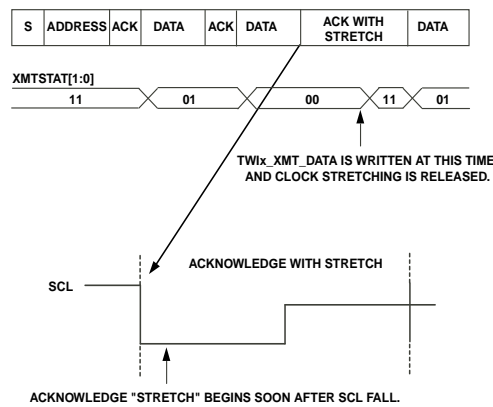 S ADDRESS ACK DATA ACK DATA ACK WITH STRETCH DATA
XMTSTAT[1:0]
11 01 00 11 01
TWIx_XMT_DATA IS WRITTEN AT THIS TIME
AND CLOCK STRETCHING IS RELEASED.
ACKNOWLEDGE WITH STRETCH
SCL
ACKNOWLEDGE "STRETCH" BEGINS SOON AFTER SCL FALL.